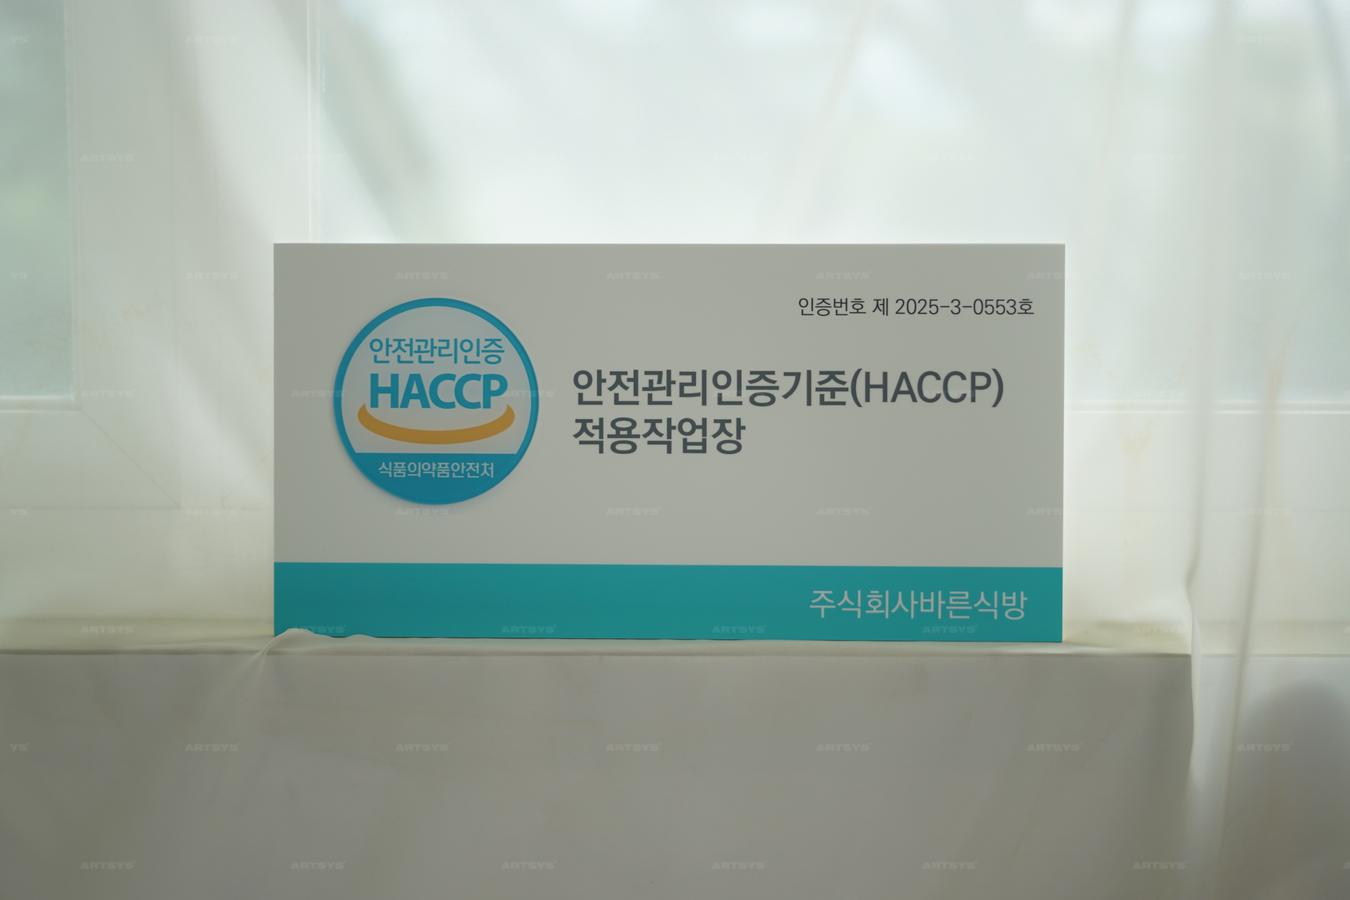 인증번호 제 2025-3-0553호
안전관리인증
HACCP
식품의약품안전처
안전관리인증기준(HACCP)
적용작업장
주식회사바른식방
ARTSYS